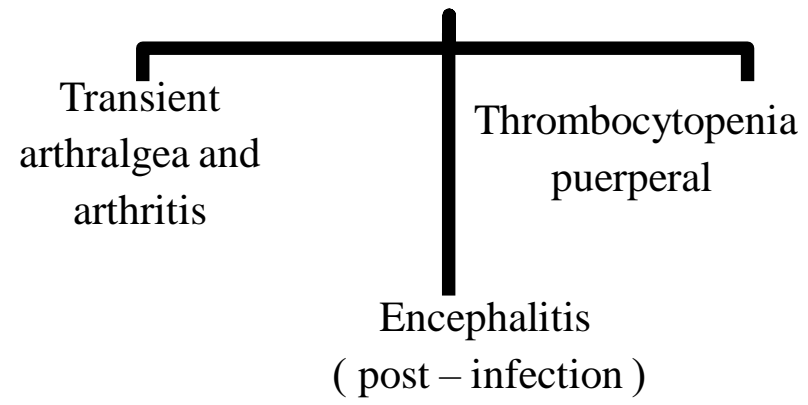 Transient
arthralgea and
arthritis
Thrombocytopenia
puerperal
Encephalitis
( post – infection )